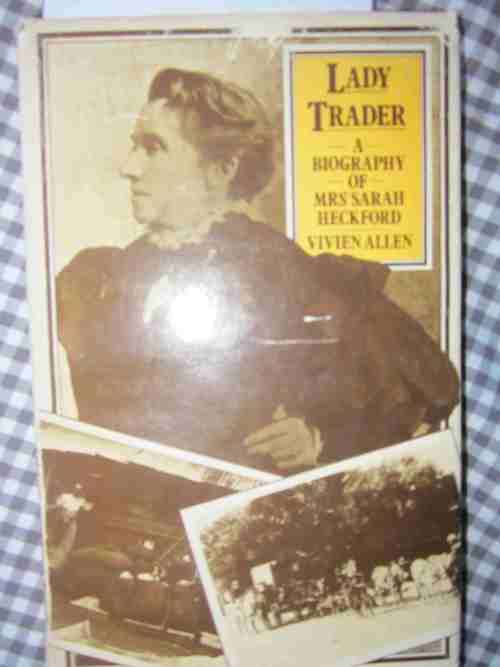 LADY
TRADER
A
BIOGRAPHY
OF
MRS SARAH
HECKFORD
VIVIEN ALLEN